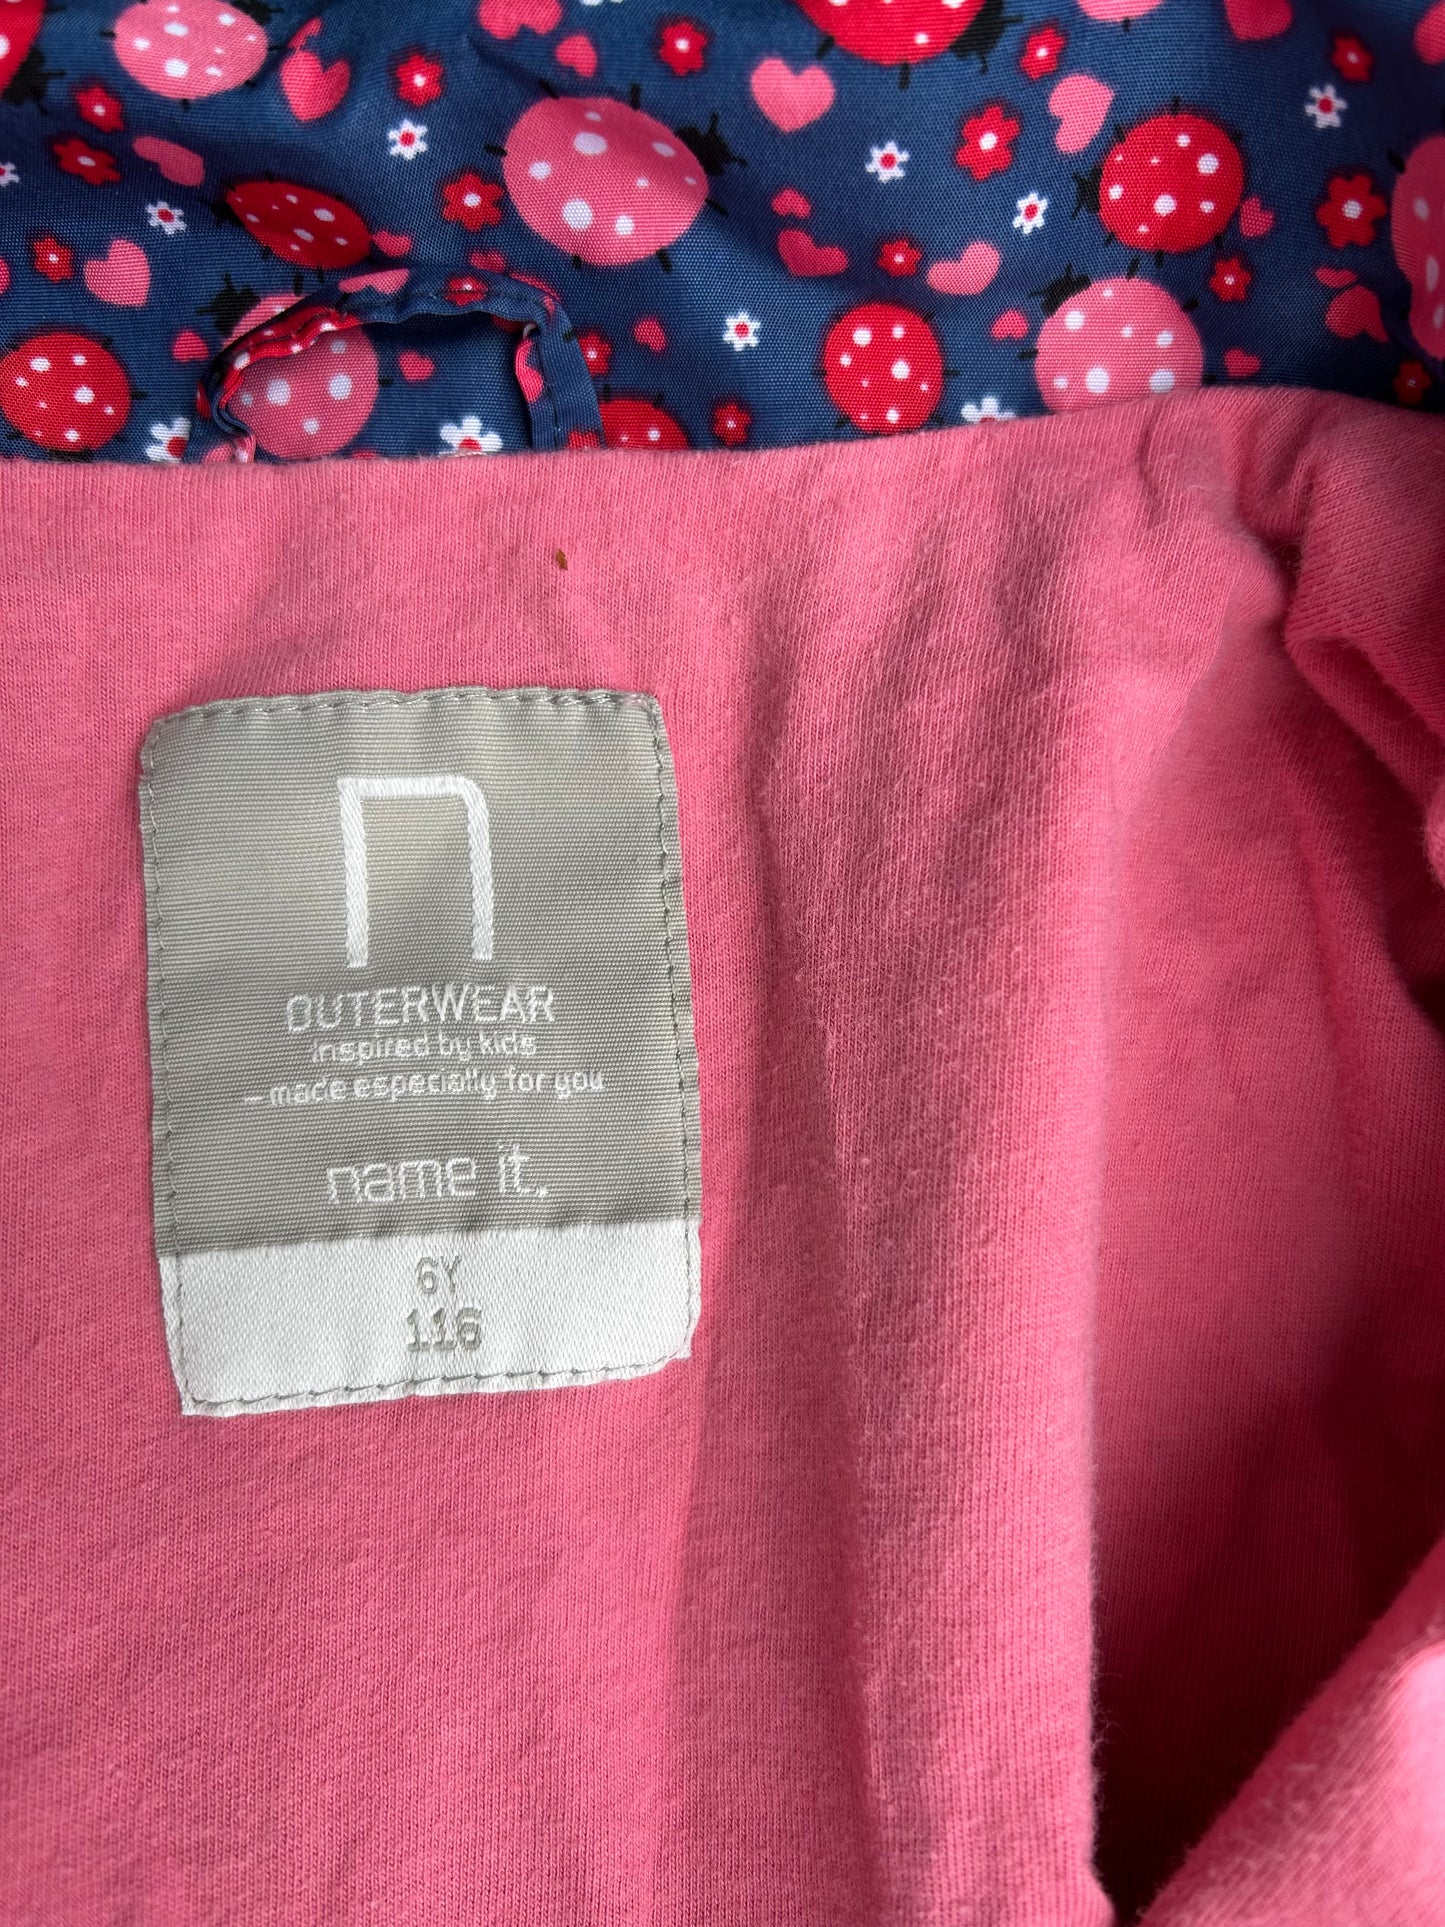 n
OUTERWEAR
inspired by kids
– made especially for you
name it.
6Y
116